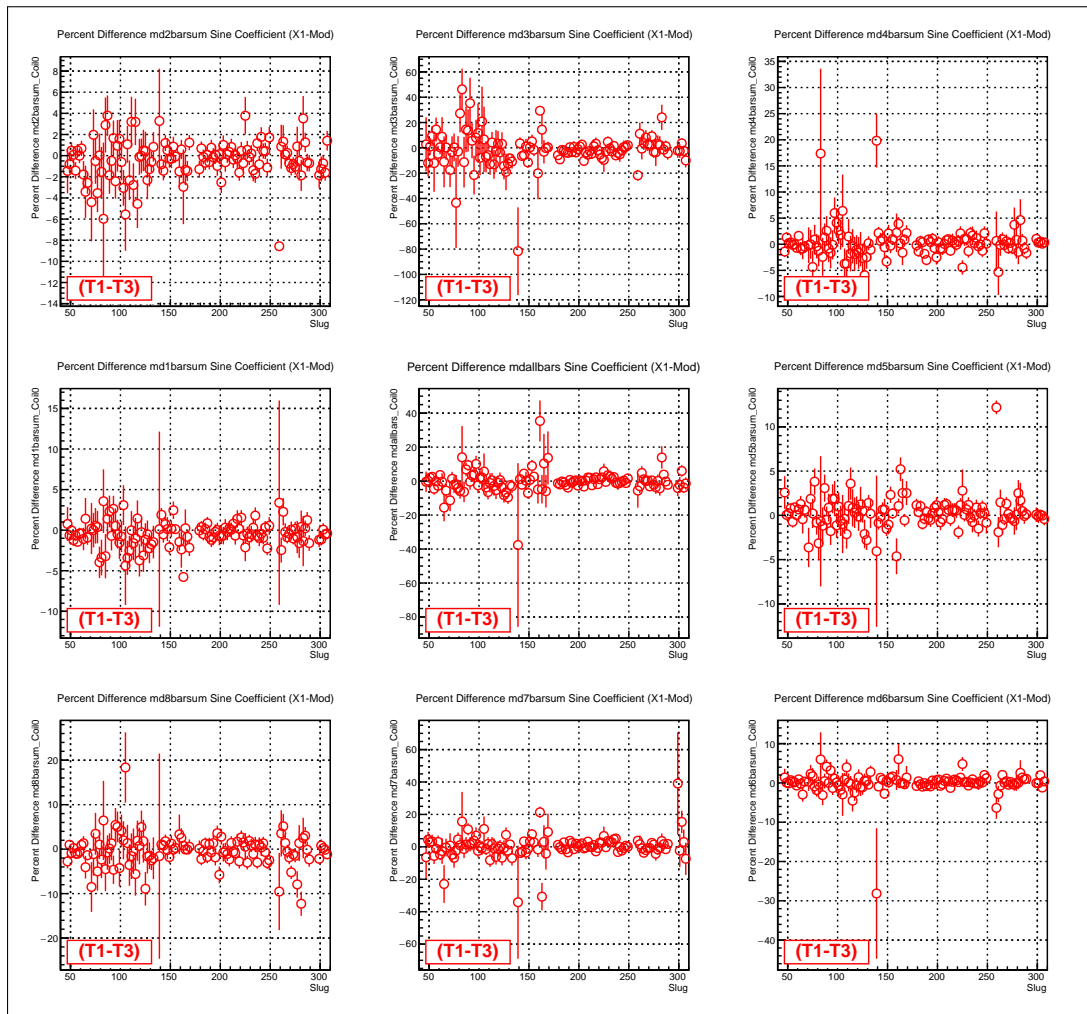 Percent Difference md2barsum Sine Coefficient (X1-Mod)
Percent Difference md2barsum_Coil0
8
6
4
2
0
−2
−4
−6
−8
−10
−12
−14
(T1-T3)
50 100 150 200 250 300
Slug
Percent Difference md3barsum Sine Coefficient (X1-Mod)
Percent Difference md3barsum_Coil0
60
40
20
0
−20
−40
−60
−80
−100
−120
(T1-T3)
50 100 150 200 250 300
Slug
Percent Difference md4barsum Sine Coefficient (X1-Mod)
Percent Difference md4barsum_Coil0
35
30
25
20
15
10
5
0
−5
−10
(T1-T3)
50 100 150 200 250 300
Slug
Percent Difference md1barsum Sine Coefficient (X1-Mod)
Percent Difference md1barsum_Coil0
15
10
5
0
−5
−10
(T1-T3)
50 100 150 200 250 300
Slug
Percent Difference mdallbars Sine Coefficient (X1-Mod)
Percent Difference mdallbars_Coil0
40
20
0
−20
−40
−60
−80
(T1-T3)
50 100 150 200 250 300
Slug
Percent Difference md5barsum Sine Coefficient (X1-Mod)
Percent Difference md5barsum_Coil0
10
5
0
−5
−10
(T1-T3)
50 100 150 200 250 300
Slug
Percent Difference md8barsum Sine Coefficient (X1-Mod)
Percent Difference md8barsum_Coil0
20
10
0
−10
−20
(T1-T3)
50 100 150 200 250 300
Slug
Percent Difference md7barsum Sine Coefficient (X1-Mod)
Percent Difference md7barsum_Coil0
60
40
20
0
−20
−40
−60
(T1-T3)
50 100 150 200 250 300
Slug
Percent Difference md6barsum Sine Coefficient (X1-Mod)
Percent Difference md6barsum_Coil0
10
0
−10
−20
−30
−40
(T1-T3)
50 100 150 200 250 300
Slug